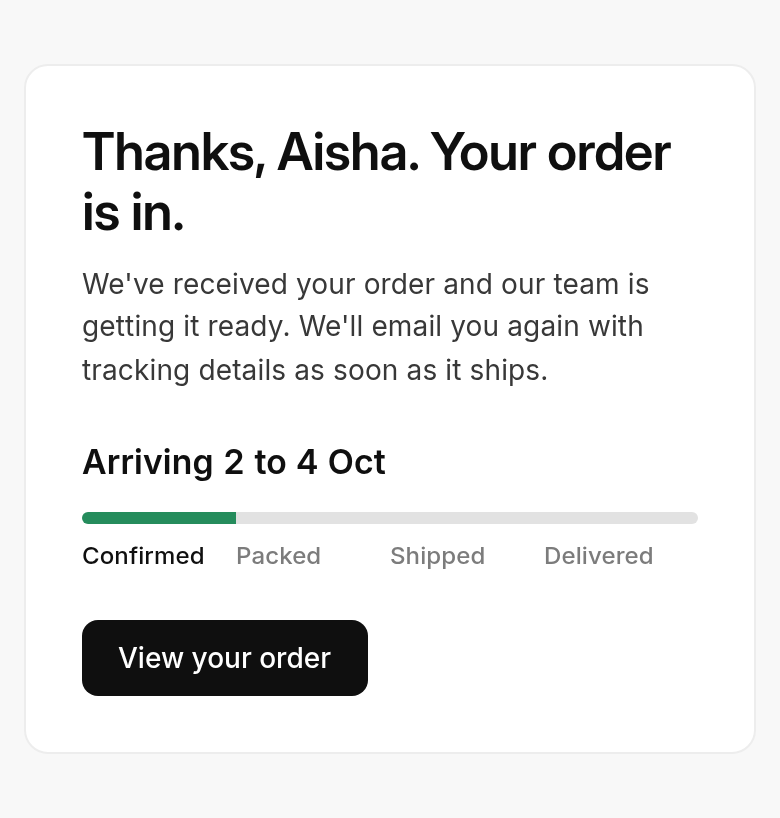 Thanks, Aisha. Your order
is in.
We've received your order and our team is
getting it ready. We'll email you again with
tracking details as soon as it ships.
Arriving 2 to 4 Oct
Confirmed Packed Shipped Delivered
View your order